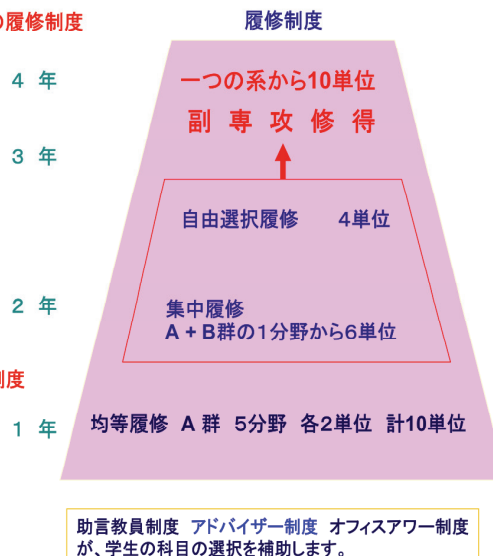 の履修制度
履修制度
4 年
一つの系から10単位
副 専 攻 修 得
3 年
自由選択履修 4単位
2 年
集中履修
A + B群の1分野から6単位
制度
1 年
均等履修 A 群 5分野 各2単位 計10単位
助言教員制度 アドバイザー制度 オフィスアワー制度
が、学生の科目の選択を補助します。